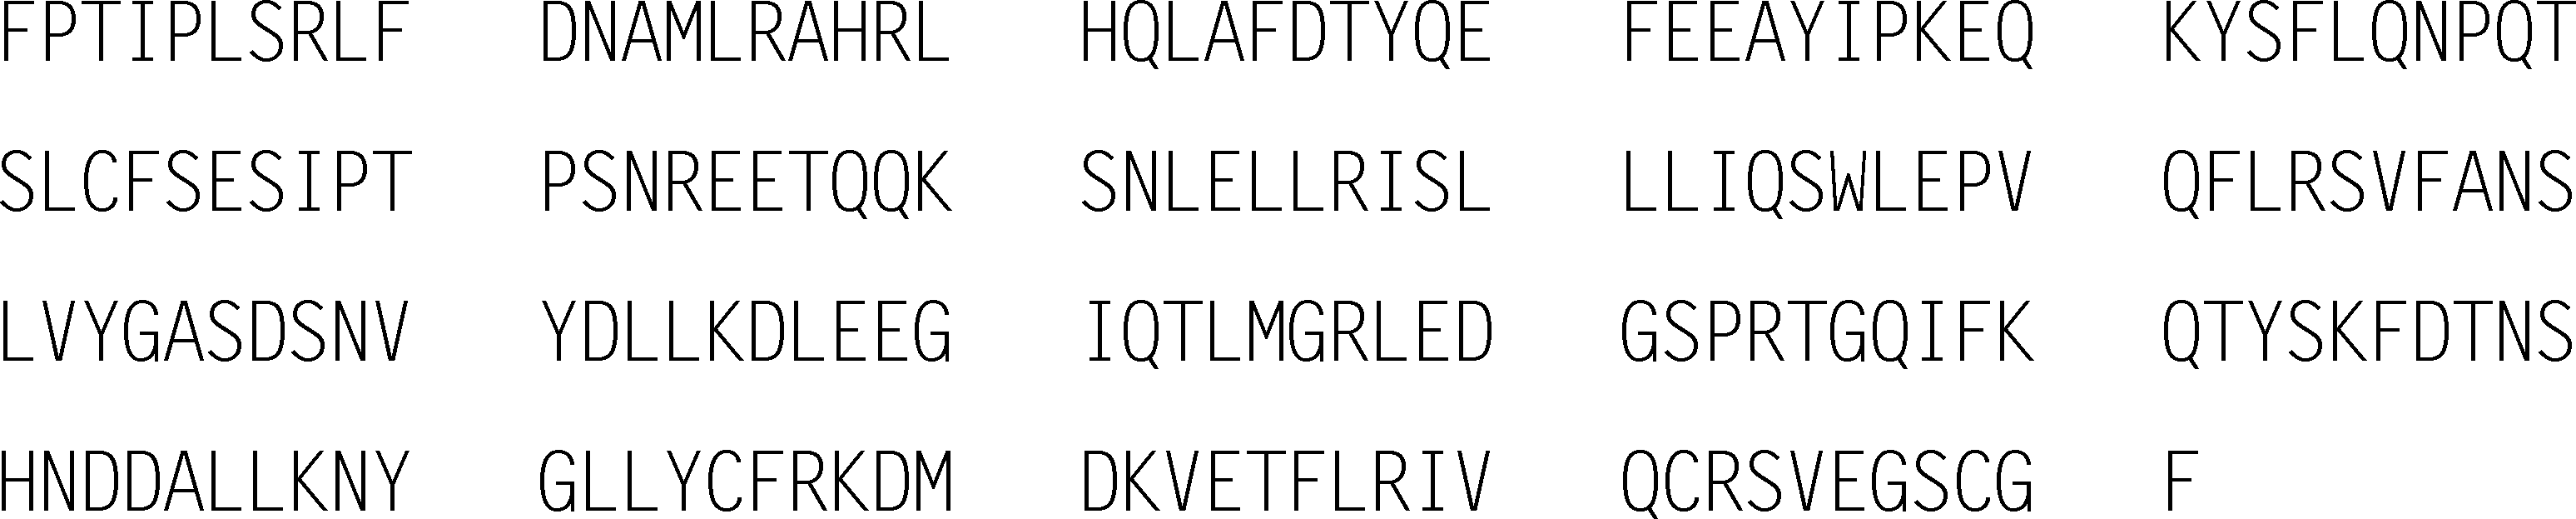 FPTIPLSRLF DNAMLRAHRL HQLAFDTYQE FEEAYIPKEQ KYSFLQNPQT
SLCFSESIPT PSNREETQQK SNLELLRISL LLIQSWLEPV QFLRSVFANS
LVYGASDSNV YDLLKDLEEG IQTLMGRLED GSPRTGQIFK QTYSKFDTNS
HNDDALLKNY GLLYCFRKDM DKVETFLRIV QCRSVEGSCG F